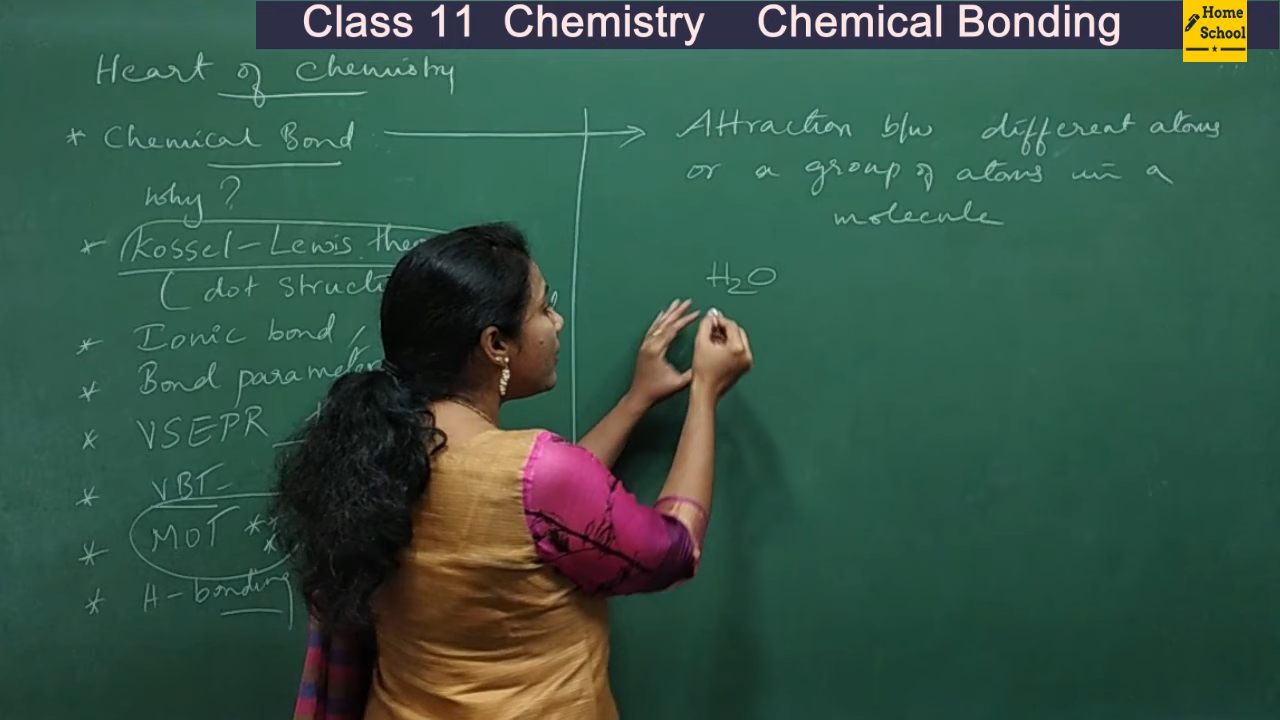 Class 11 Chemistry Chemical Bonding
Home
School
Heart of chemistry
* Chemical Bond
why?
* Kossel-Lewis
(dot
* Ionic bond,
* Bond
* VSEPR
* VBT-
* MOT ***
* H-bonding
Attraction b/w different atoms
or a group of atoms in a
molecule
H₂O